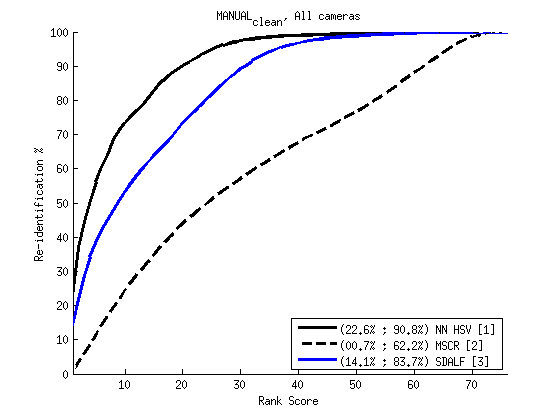 MANUAL clean, All cameras
100
90
80
70
60
50
40
30
20
10
0
Re-identification %
10 20 30 40 50 60 70
Rank Score
(22.6% ; 90.8%) NN HSV [1]
(00.7% ; 62.2%) MSCR [2]
(14.1% ; 83.7%) SDALF [3]